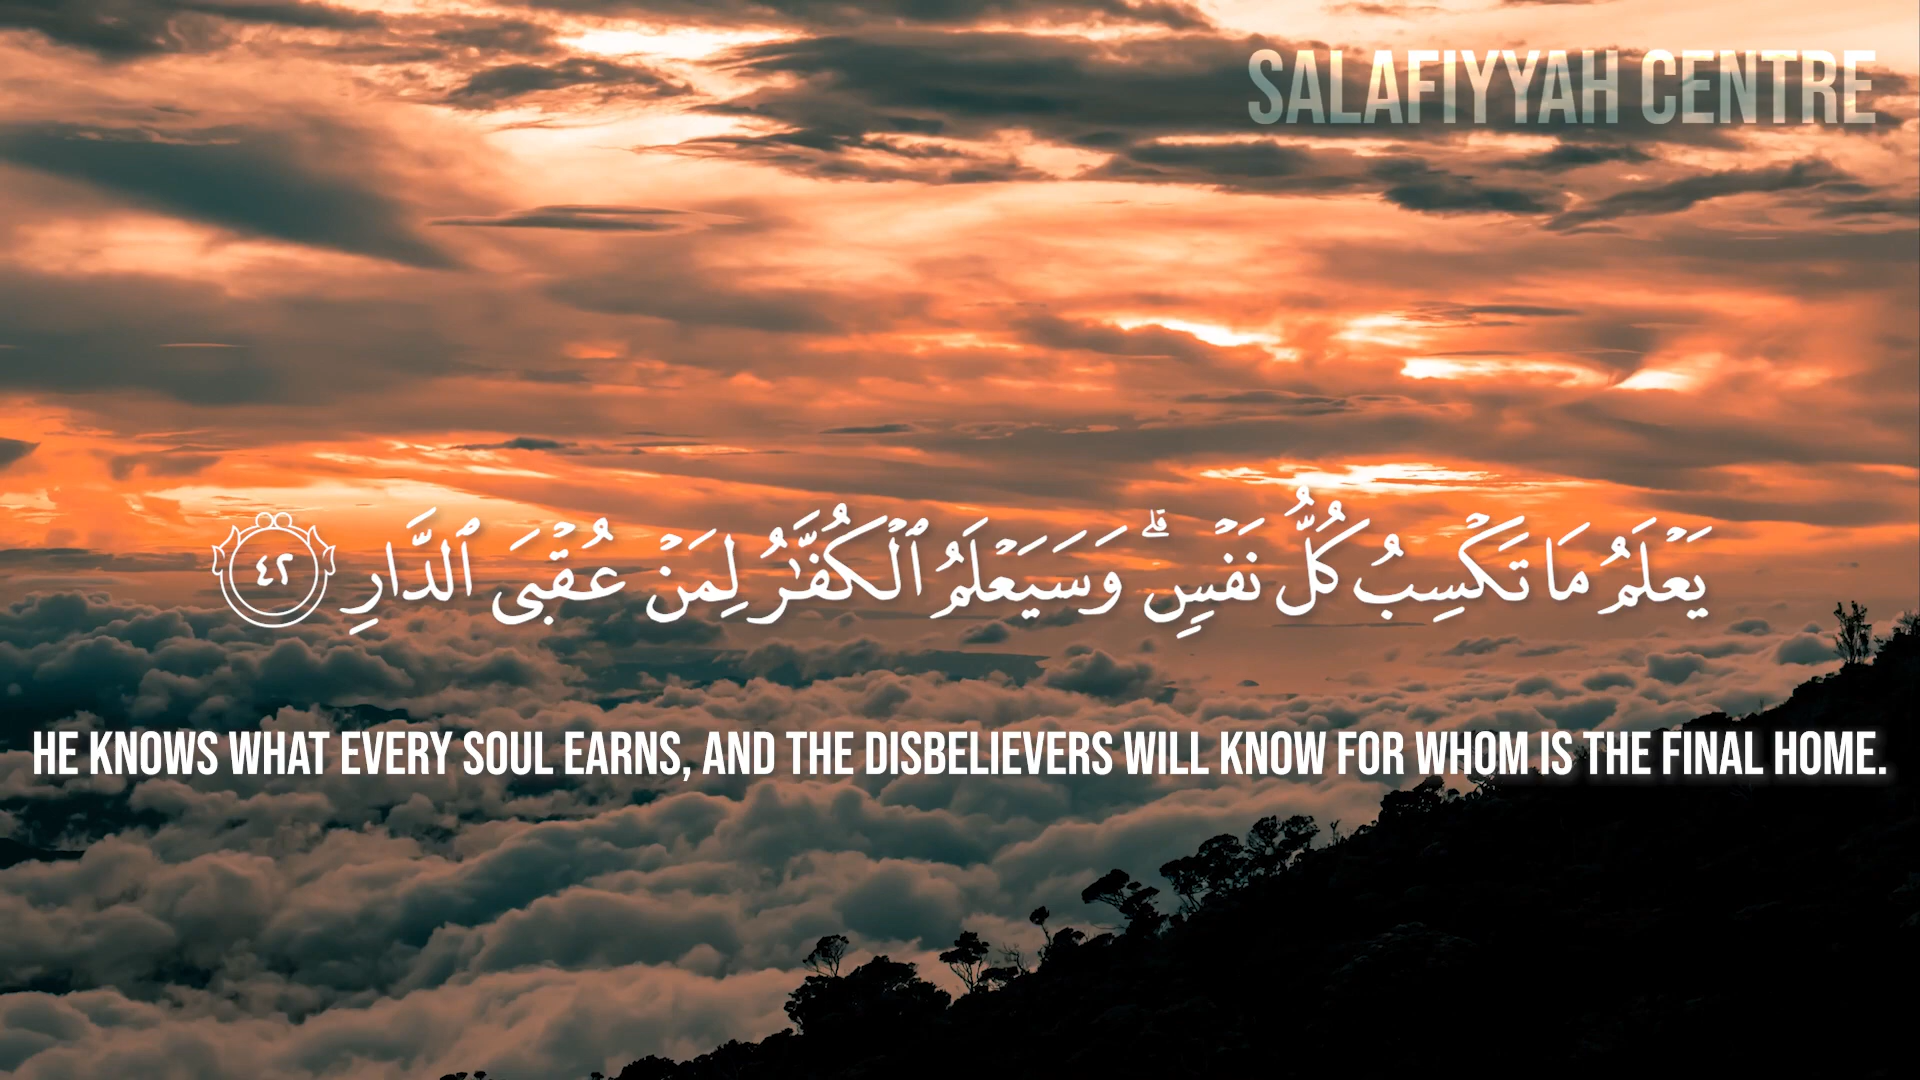 SALAFIYYAH CENTRE
يَعْلَمُ مَا تَكْسِبُ كُلُّ نَفْسٍ ۗ وَسَيَعْلَمُ ٱلْكُفَّـٰرُ لِمَنْ عُقْبَى ٱلدَّارِ ٤٢
HE KNOWS WHAT EVERY SOUL EARNS, AND THE DISBELIEVERS WILL KNOW FOR WHOM IS THE FINAL HOME.